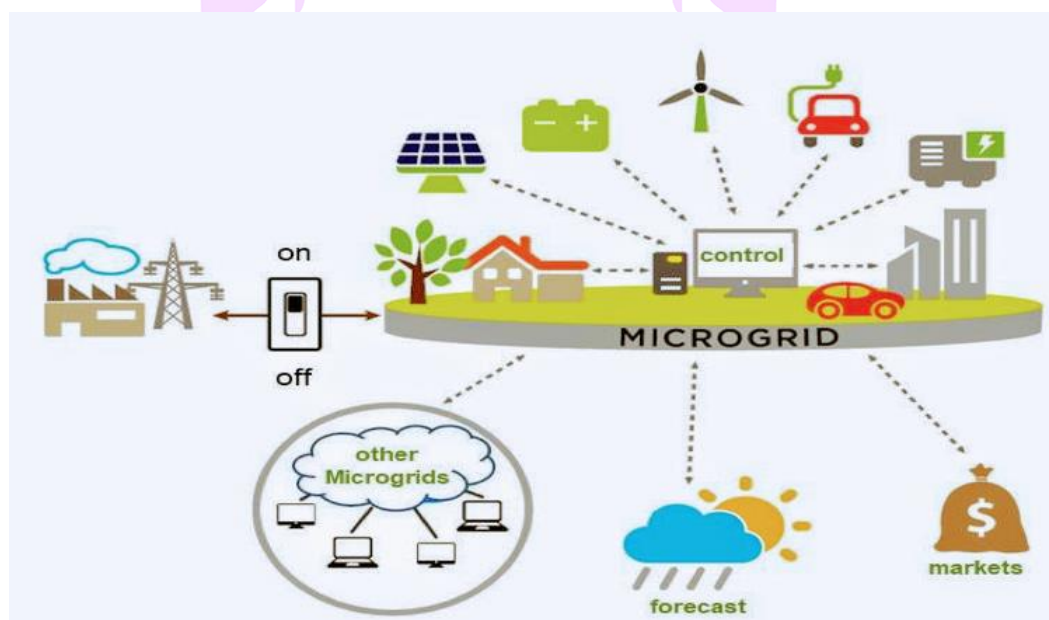 control
on
MICROGRID
off
other
Microgrids
$
markets
forecast